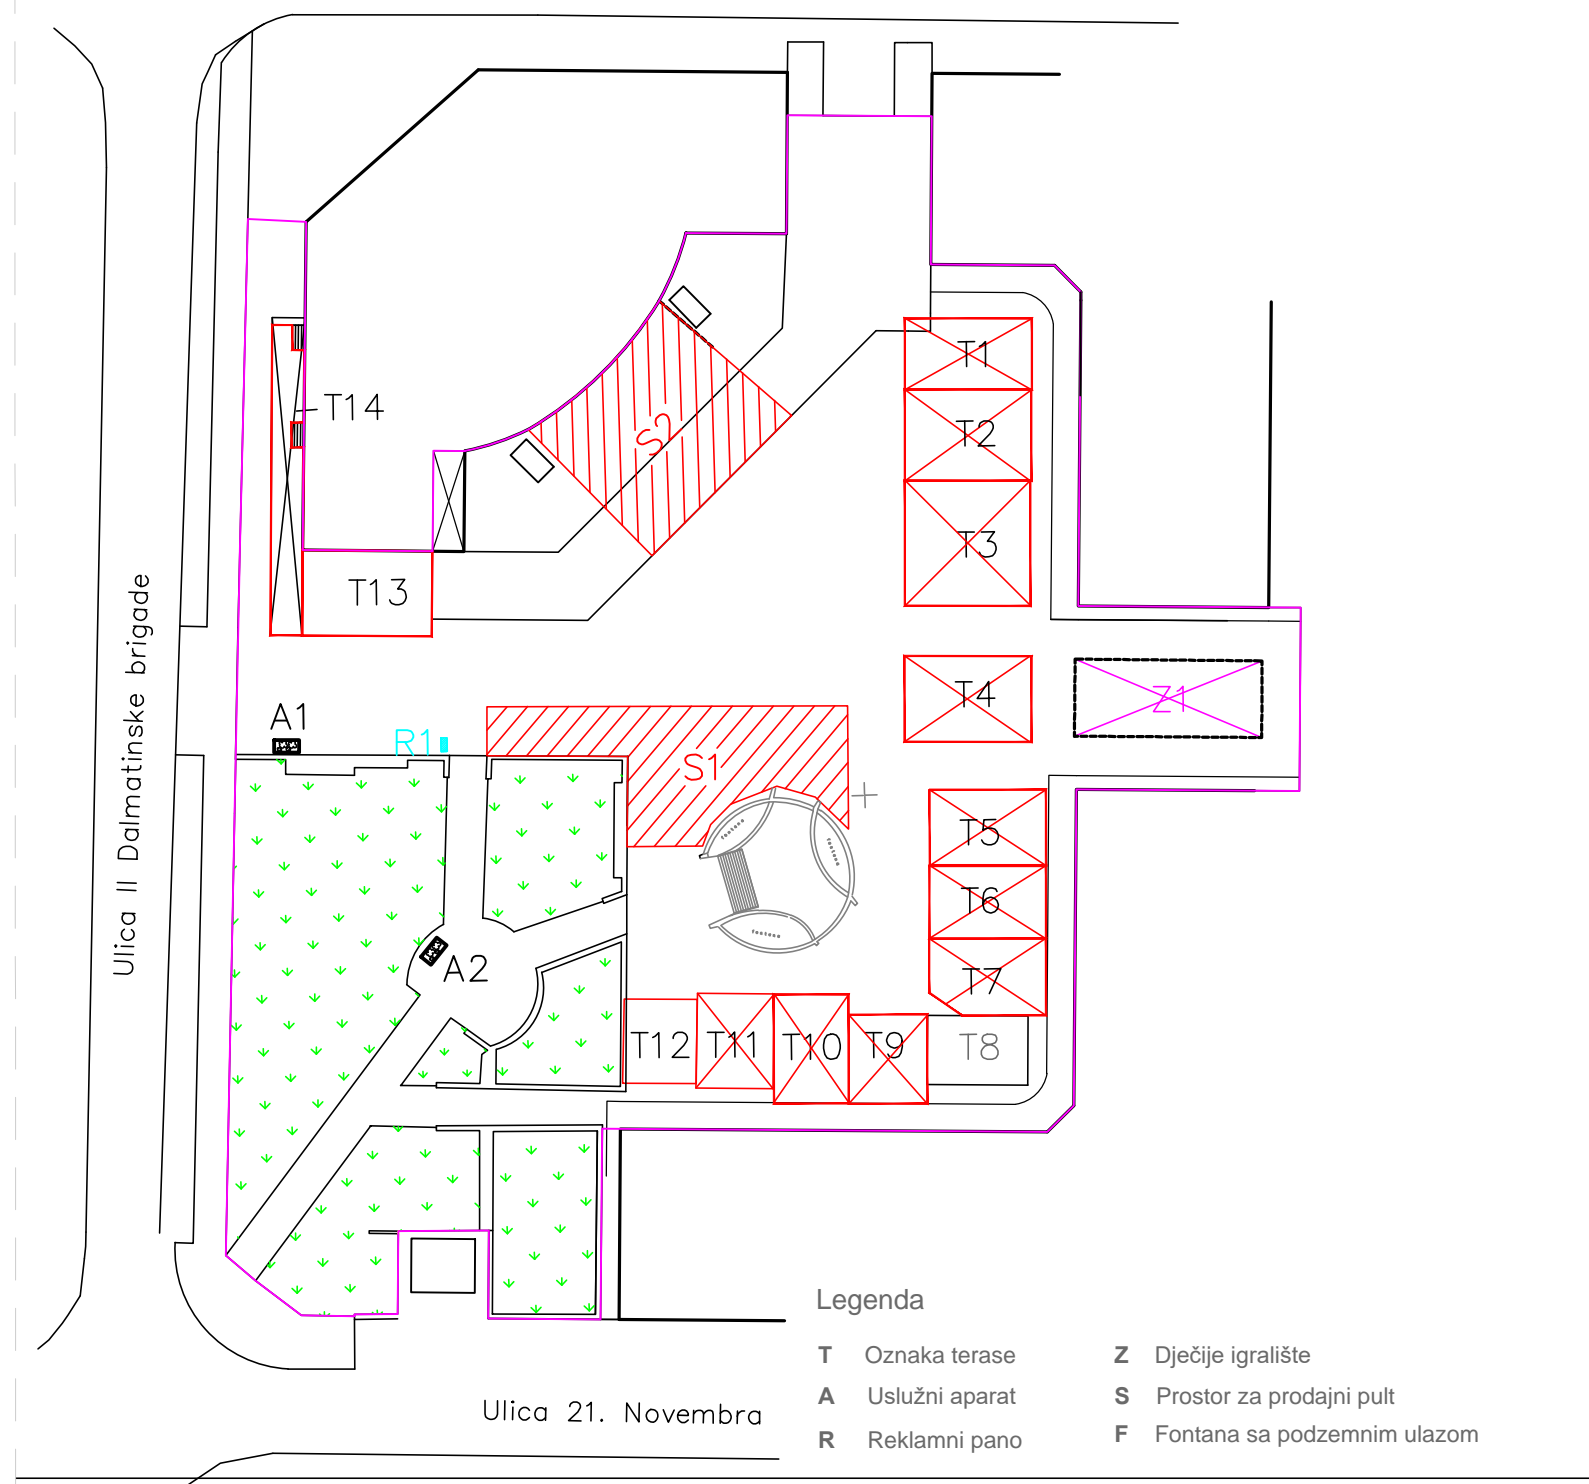 T1
T14
T2
S2
T3
T13
Ulica II Dalmatinske brigade
T4
Z1
A1
R1
S1
T5
T6
A2
T7
T12
T11
T10
T9
T8
Legenda
T Oznaka terase
Z Dječije igralište
A Uslužni aparat
S Prostor za prodajni pult
R Reklamni pano
F Fontana sa podzemnim ulazom
Ulica 21. Novembra